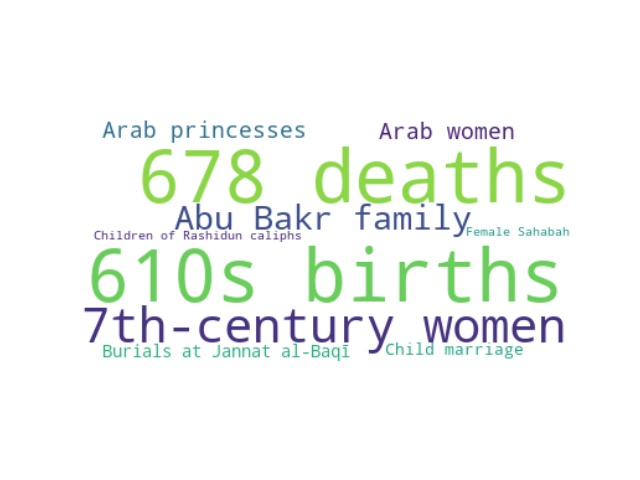 Arab princesses
Arab women
678 deaths
Abu Bakr family
Female Sahabah
Children of Rashidun caliphs
610s births
7th-century women
Burials at Jannat al-Baqī
Child marriage